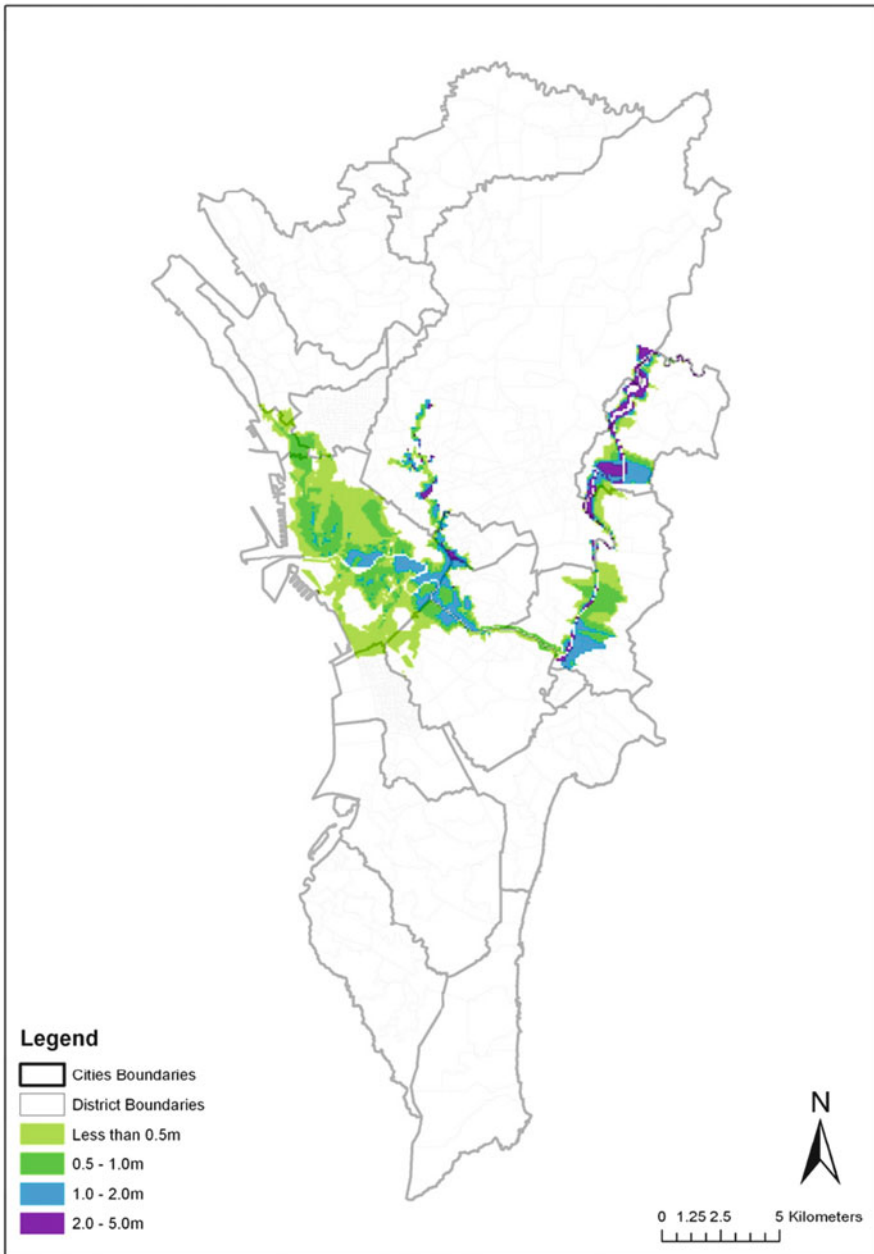 Legend
Cities Boundaries
District Boundaries
Less than 0.5m
0.5 - 1.0m
1.0 - 2.0m
2.0 - 5.0m
N
0 1.25 2.5 5 Kilometers